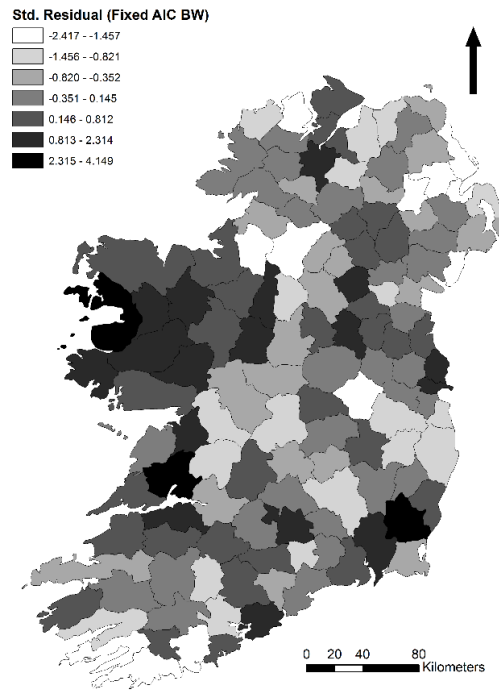 Std. Residual (Fixed AIC BW)
-2.417 - -1.457
-1.456 - -0.821
-0.820 - -0.352
-0.351 - 0.145
0.146 - 0.812
0.813 - 2.314
2.315 - 4.149
0 20 40 80
Kilometers